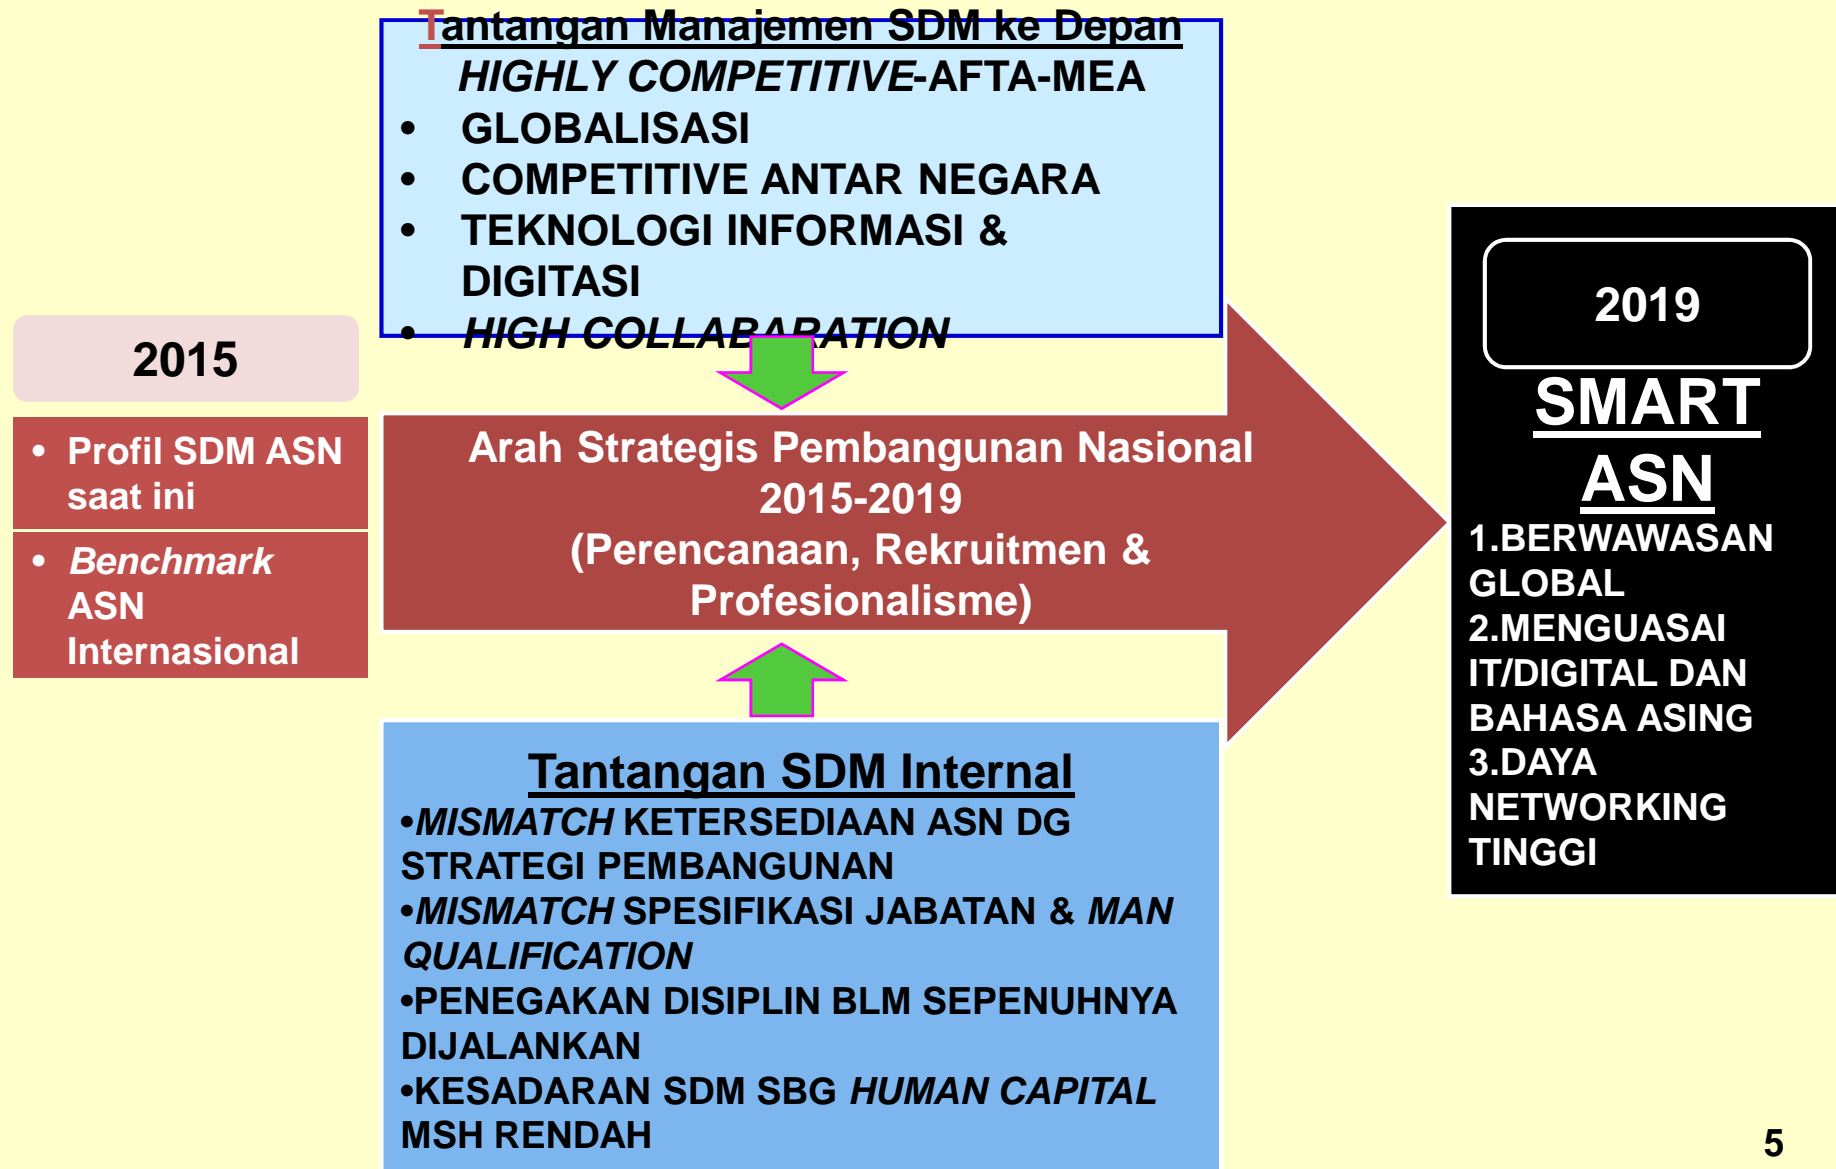 Tantangan Manajemen SDM ke Depan
HIGHLY COMPETITIVE-AFTA-MEA
• GLOBALISASI
• COMPETITIVE ANTAR NEGARA
• TEKNOLOGI INFORMASI &
DIGITASI
• HIGH COLLABARATION
2015
• Profil SDM ASN
saat ini
• Benchmark
ASN
Internasional
Arah Strategis Pembangunan Nasional
2015-2019
(Perencanaan, Rekruitmen &
Profesionalisme)
Tantangan SDM Internal
•MISMATCH KETERSEDIAAN ASN DG
STRATEGI PEMBANGUNAN
•MISMATCH SPESIFIKASI JABATAN & MAN
QUALIFICATION
•PENEGAKAN DISIPLIN BLM SEPENUHNYA
DIJALANKAN
•KESADARAN SDM SBG HUMAN CAPITAL
MSH RENDAH
2019
SMART
ASN
1.BERWAWASAN
GLOBAL
2.MENGUASAI
IT/DIGITAL DAN
BAHASA ASING
3.DAYA
NETWORKING
TINGGI
5